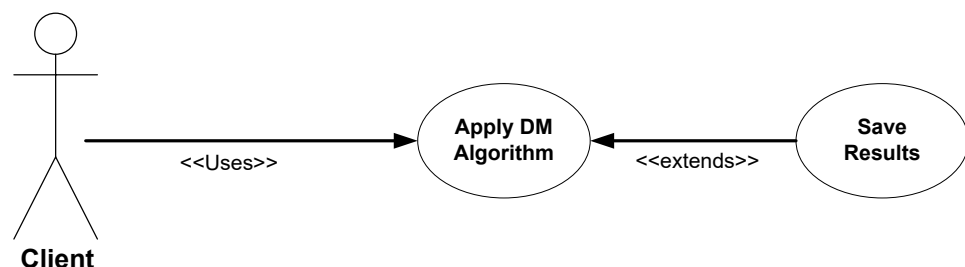 <<Uses>>
Apply DM
Algorithm
<<extends>>
Save
Results
Client